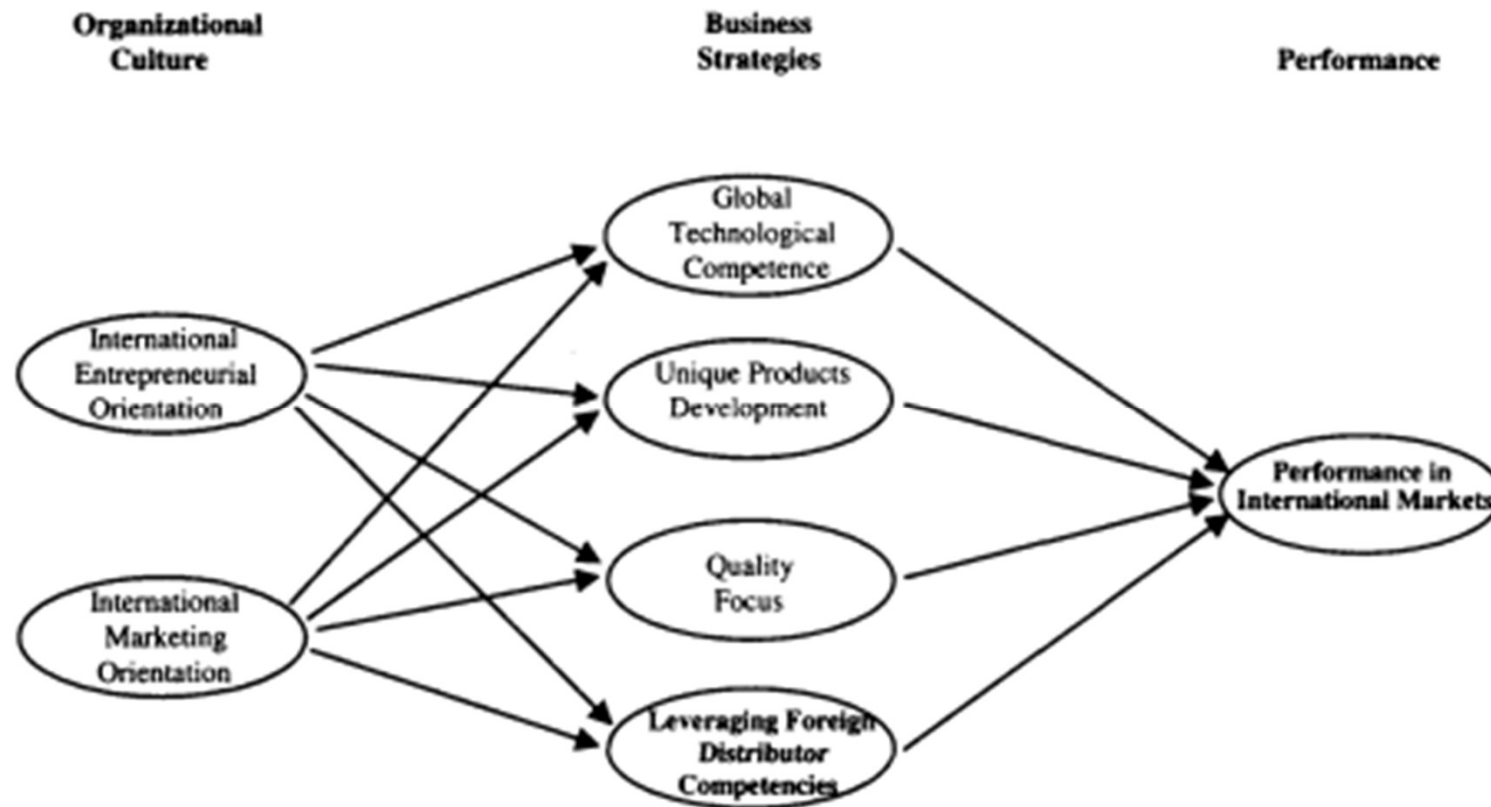 Organizational
Culture
Business
Strategies
Performance
Global
Technological
Competence
International
Entrepreneurial
Orientation
Unique Products
Development
Performance in
International Markets
Quality
Focus
International
Marketing
Orientation
Leveraging Foreign
Distributor
Competencies